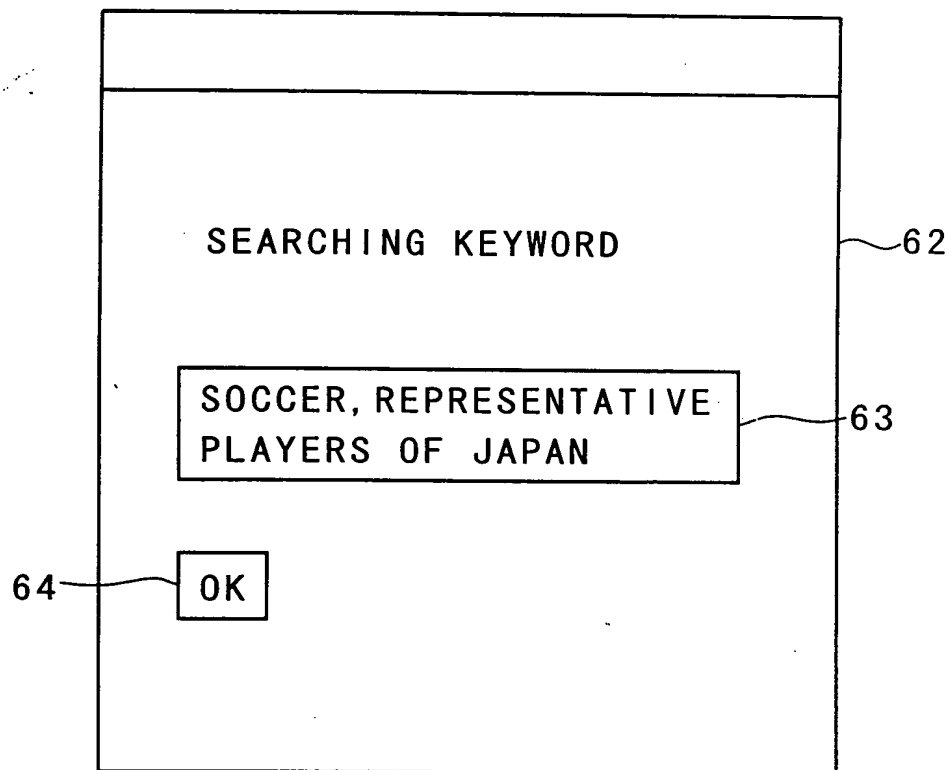 SEARCHING KEYWORD
62
SOCCER, REPRESENTATIVE
PLAYERS OF JAPAN
63
64
OK